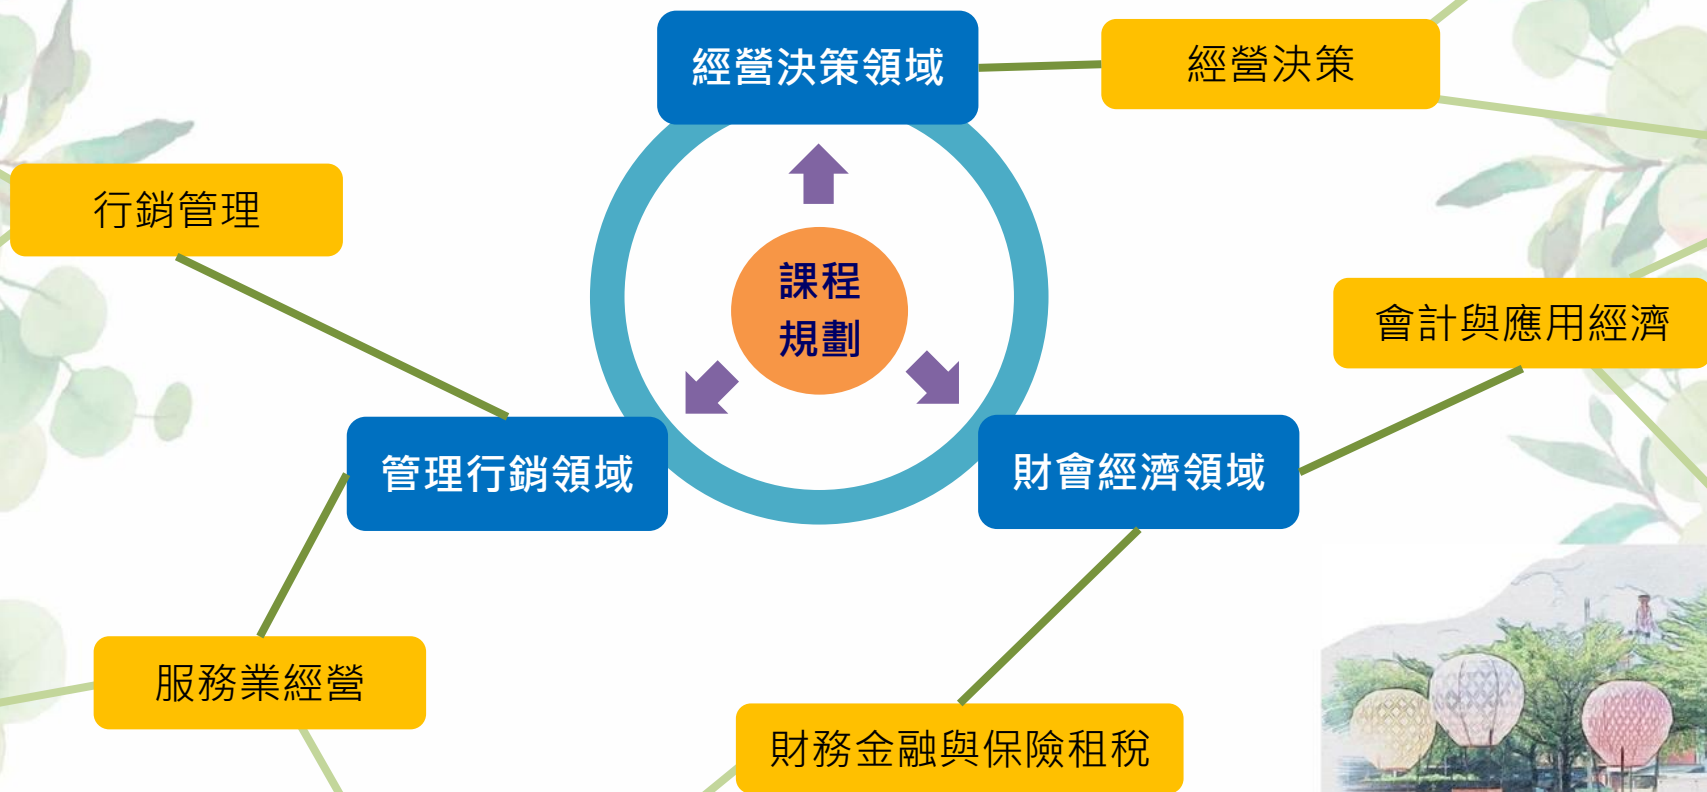 經營決策領域
經營決策
行銷管理
課程
規劃
會計與應用經濟
管理行銷領域
財會經濟領域
服務業經營
財務金融與保險租稅